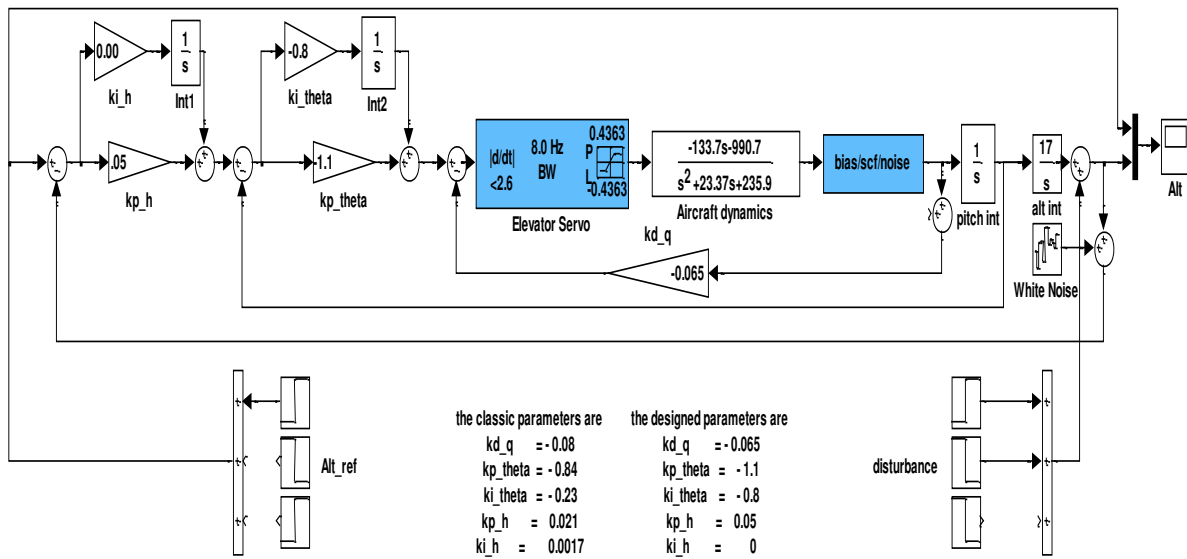 0.00
ki_h
1
s
Int1
-0.8
ki_theta
1
s
Int2
.05
kp_h
-1.1
kp_theta
|d/dt|
<2.6
8.0 Hz
BW
0.4363
P
L
-0.4363
Elevator Servo
-133.7s-990.7
s2+23.37s+235.9
Aircraft dynamics
bias/scf/noise
1
s
pitch int
17
s
alt int
Alt
kd_q
-0.065
White Noise
Alt_ref
the classic parameters are
kd_q = - 0.08
kp_theta = - 0.84
ki_theta = - 0.23
kp_h = 0.021
ki_h = 0.0017
the designed parameters are
kd_q = - 0.065
kp_theta = - 1.1
ki_theta = - 0.8
kp_h = 0.05
ki_h = 0
disturbance